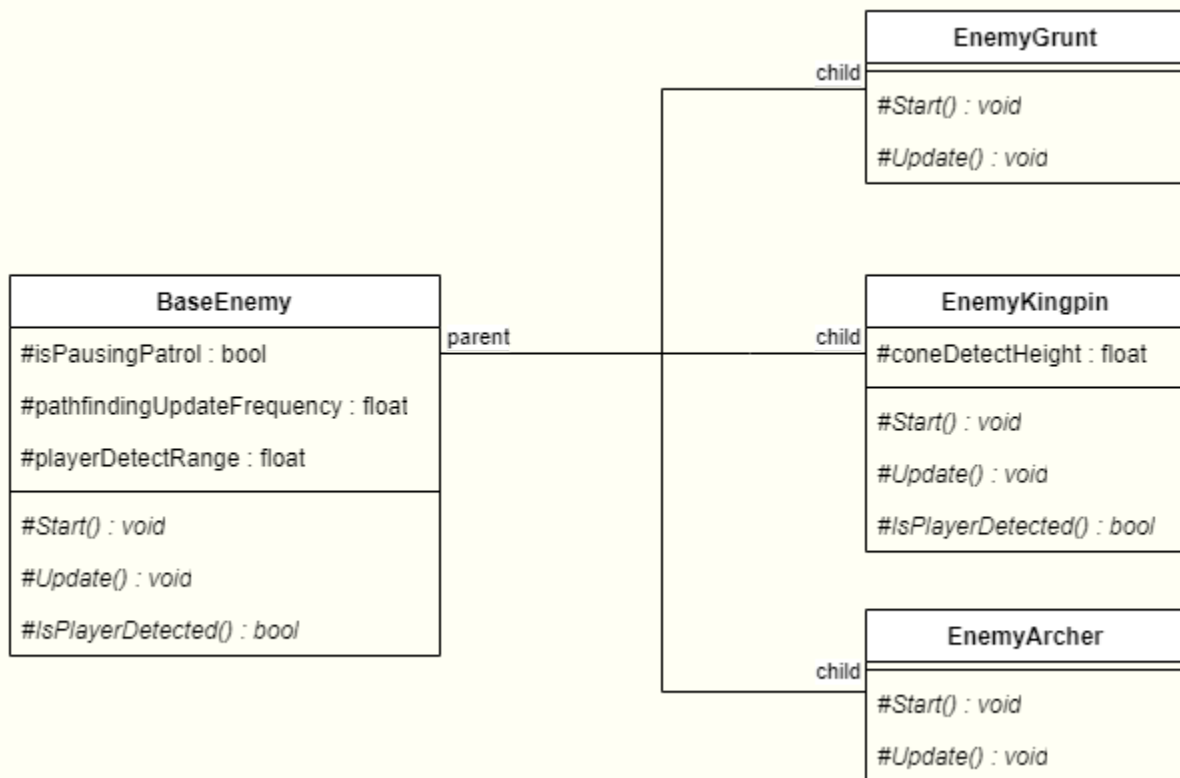 EnemyGrunt
child
#Start() : void
#Update() : void
BaseEnemy
#isPausingPatrol : bool
#pathfindingUpdateFrequency : float
#playerDetectRange : float
#Start() : void
#Update() : void
#IsPlayerDetected() : bool
parent
child
EnemyKingpin
#coneDetectHeight : float
#Start() : void
#Update() : void
#IsPlayerDetected() : bool
child
EnemyArcher
#Start() : void
#Update() : void